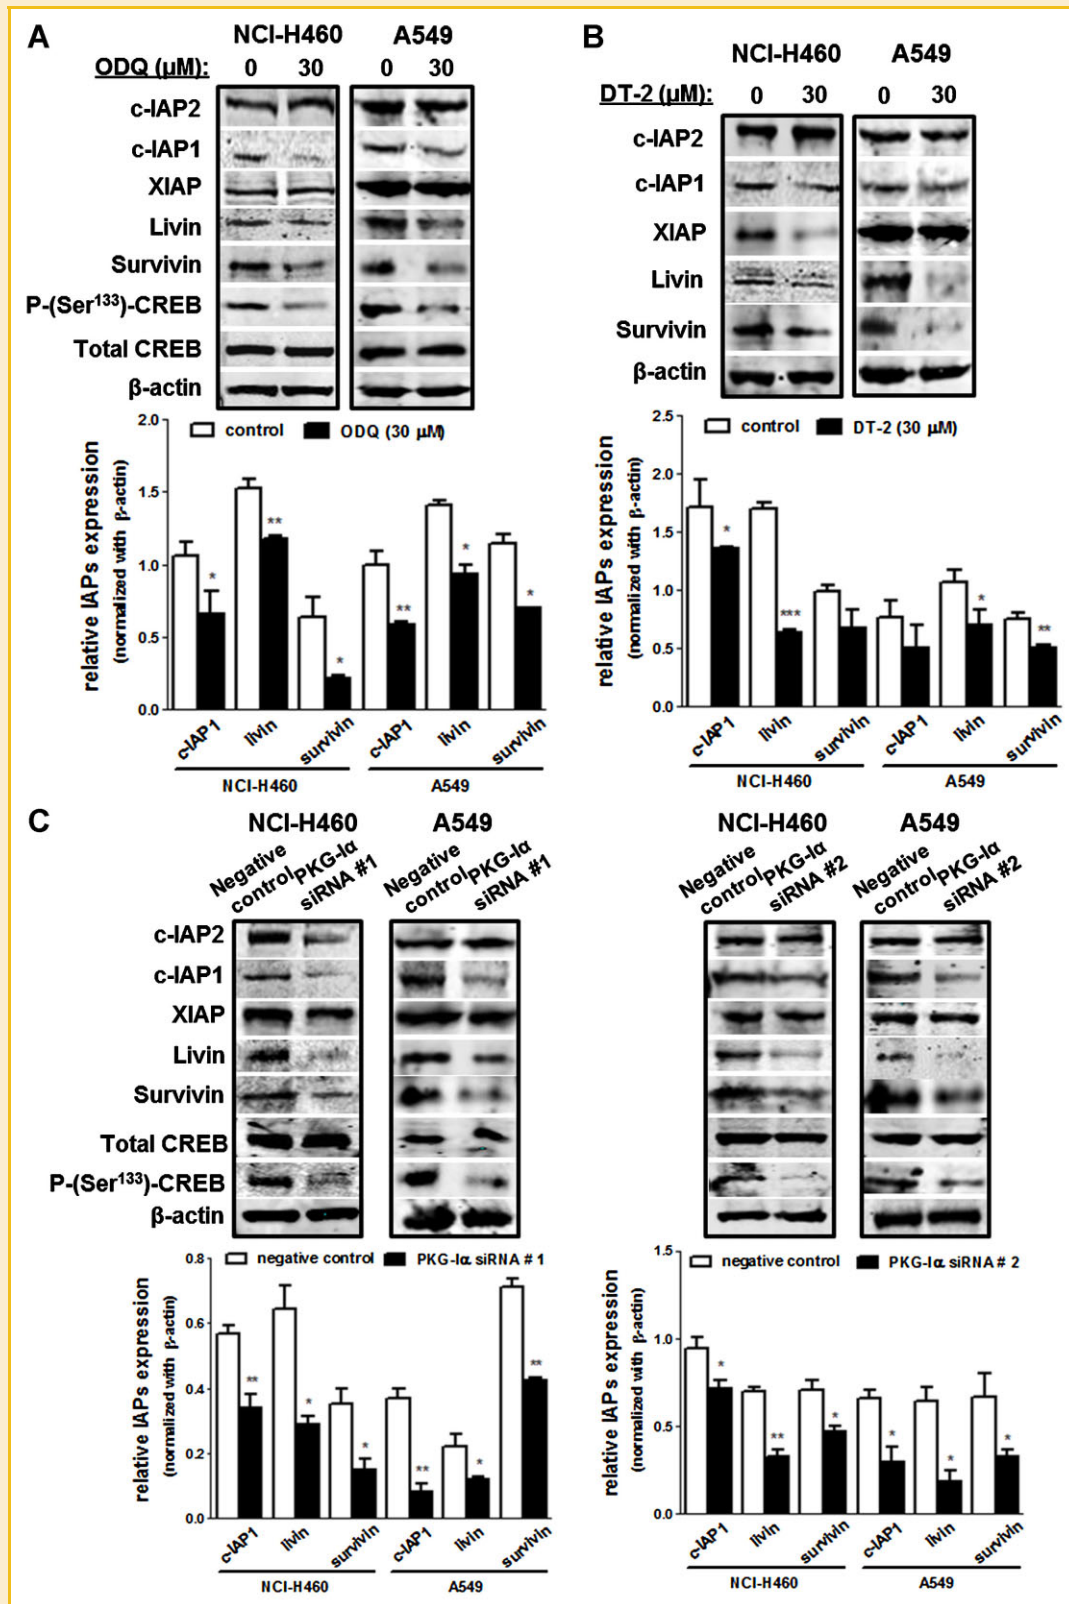 A
NCI-H460 A549
ODQ (µM): 0 30 0 30
c-IAP2
c-IAP1
XIAP
Livin
Survivin
P-(Ser133)-CREB
Total CREB
β-actin
2.0
1.5
1.0
0.5
0.0
relative IAPs expression
(normalized with β-actin)
control ODQ (30 µM)
* ** * ** * *
c-IAP1 livin survivin c-IAP1 livin survivin
NCI-H460 A549
B
NCI-H460 A549
DT-2 (µM): 0 30 0 30
c-IAP2
c-IAP1
XIAP
Livin
Survivin
β-actin
2.5
2.0
1.5
1.0
0.5
0.0
relative IAPs expression
(normalized with β-actin)
control DT-2 (30 µM)
* *** * **
c-IAP1 livin survivin c-IAP1 livin survivin
NCI-H460 A549
C
NCI-H460 A549
Negative control PKG-Iα siRNA #1 Negative control PKG-Iα siRNA #1
c-IAP2
c-IAP1
XIAP
Livin
Survivin
Total CREB
P-(Ser133)-CREB
β-actin
0.8
0.6
0.4
0.2
0.0
relative IAPs expression
(normalized with β-actin)
negative control PKG-Iα siRNA # 1
** * * ** * **
c-IAP1 livin survivin c-IAP1 livin survivin
NCI-H460 A549
NCI-H460 A549
Negative control PKG-Iα siRNA #2 Negative control PKG-Iα siRNA #2
1.5
1.0
0.5
0.0
relative IAPs expression
(normalized with β-actin)
negative control PKG-Iα siRNA # 2
* ** * * * *
c-IAP1 livin survivin c-IAP1 livin survivin
NCI-H460 A549